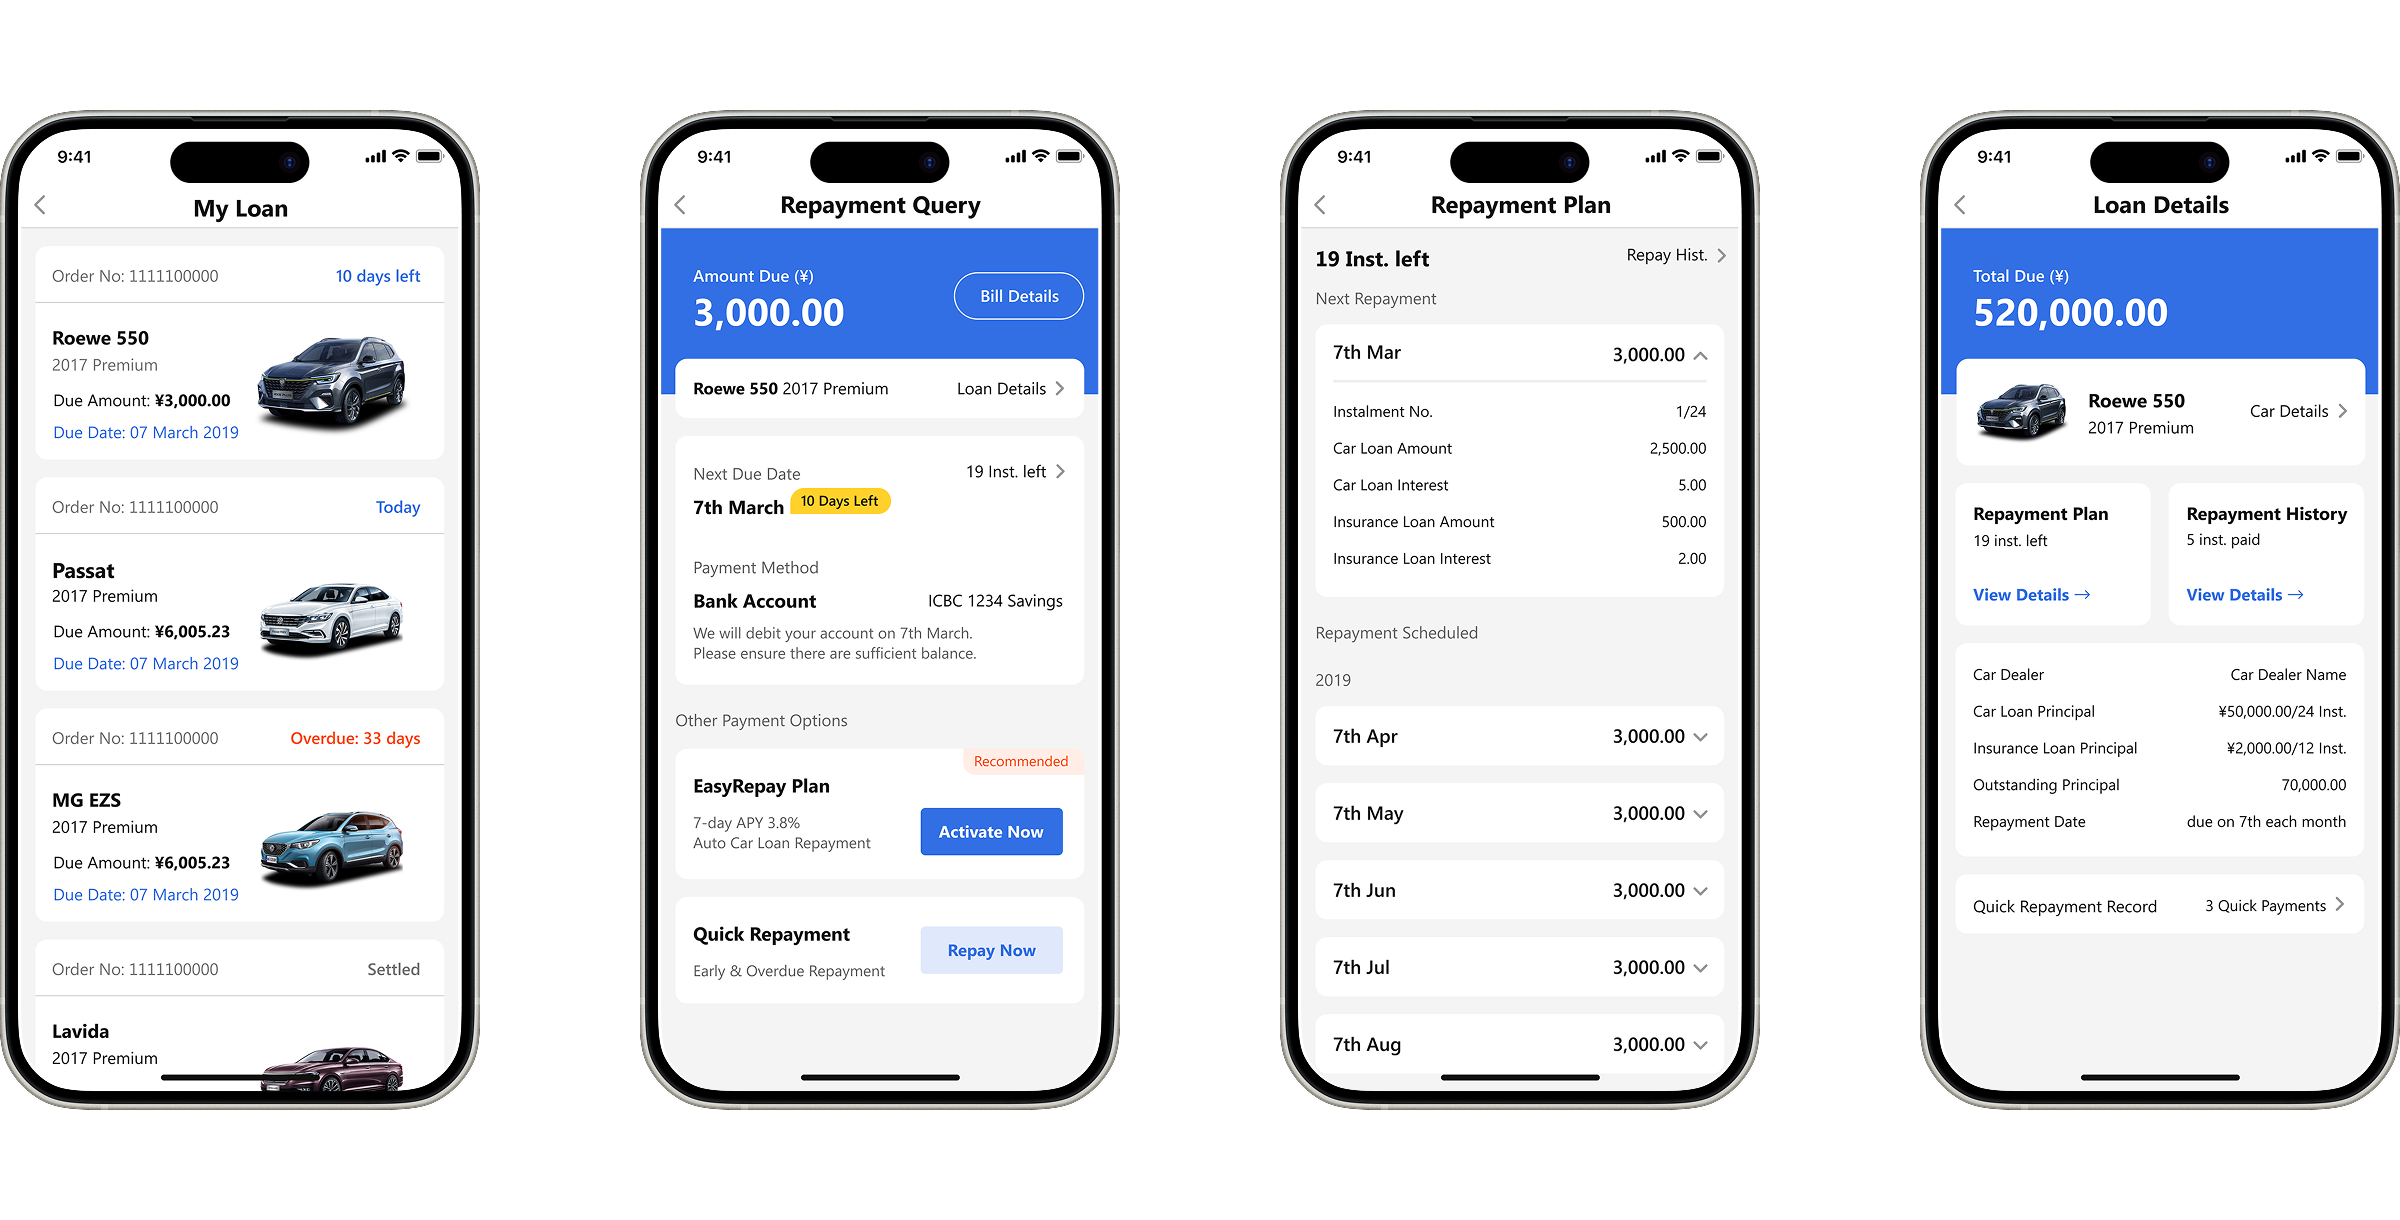 9:41
My Loan
Order No: 1111100000 10 days left
Roewe 550
2017 Premium
Due Amount: ¥3,000.00
Due Date: 07 March 2019
Order No: 1111100000 Today
Passat
2017 Premium
Due Amount: ¥6,005.23
Due Date: 07 March 2019
Order No: 1111100000 Overdue: 33 days
MG EZS
2017 Premium
Due Amount: ¥6,005.23
Due Date: 07 March 2019
Order No: 1111100000 Settled
Lavida
2017 Premium
9:41
Repayment Query
Amount Due (¥)
3,000.00
Bill Details
Roewe 550 2017 Premium Loan Details
Next Due Date 19 Inst. left
7th March 10 Days Left
Payment Method
Bank Account ICBC 1234 Savings
We will debit your account on 7th March.
Please ensure there are sufficient balance.
Other Payment Options
Recommended
EasyRepay Plan
7-day APY 3.8%
Auto Car Loan Repayment
Activate Now
Quick Repayment
Early & Overdue Repayment
Repay Now
9:41
Repayment Plan
19 Inst. left Repay Hist.
Next Repayment
7th Mar 3,000.00
Instalment No. 1/24
Car Loan Amount 2,500.00
Car Loan Interest 5.00
Insurance Loan Amount 500.00
Insurance Loan Interest 2.00
Repayment Scheduled
2019
7th Apr 3,000.00
7th May 3,000.00
7th Jun 3,000.00
7th Jul 3,000.00
7th Aug 3,000.00
9:41
Loan Details
Total Due (¥)
520,000.00
Roewe 550
2017 Premium
Car Details
Repayment Plan
19 inst. left
View Details
Repayment History
5 inst. paid
View Details
Car Dealer Car Dealer Name
Car Loan Principal ¥50,000.00/24 Inst.
Insurance Loan Principal ¥2,000.00/12 Inst.
Outstanding Principal 70,000.00
Repayment Date due on 7th each month
Quick Repayment Record 3 Quick Payments